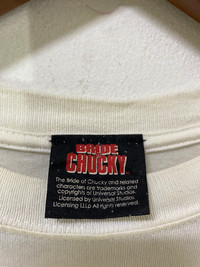 BRIDE
CHUCKY
The Bride of Chucky and related
characters are trademarks and
copyrights of Universal Studios.
Licensed by Universal Studios
Licensing LLLP All rights reserved.